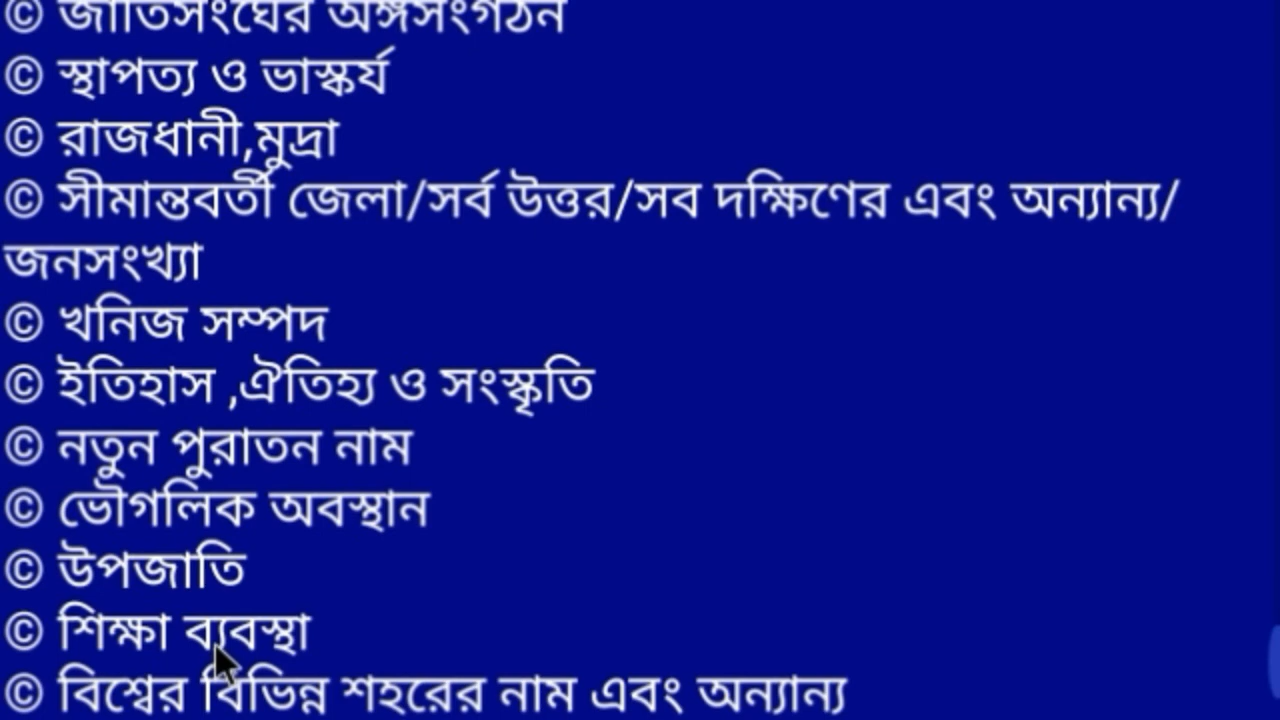 © জাতিসংঘের অঙ্গসংগঠন
© স্থাপত্য ও ভাস্কর্য
© রাজধানী,মুদ্রা
© সীমান্তবর্তী জেলা/সর্ব উত্তর/সব দক্ষিণের এবং অন্যান্য/
জনসংখ্যা
© খনিজ সম্পদ
© ইতিহাস ,ঐতিহ্য ও সংস্কৃতি
© নতুন পুরাতন নাম
© ভৌগলিক অবস্থান
© উপজাতি
© শিক্ষা ব্যবস্থা
© বিশ্বের বিভিন্ন শহরের নাম এবং অন্যান্য